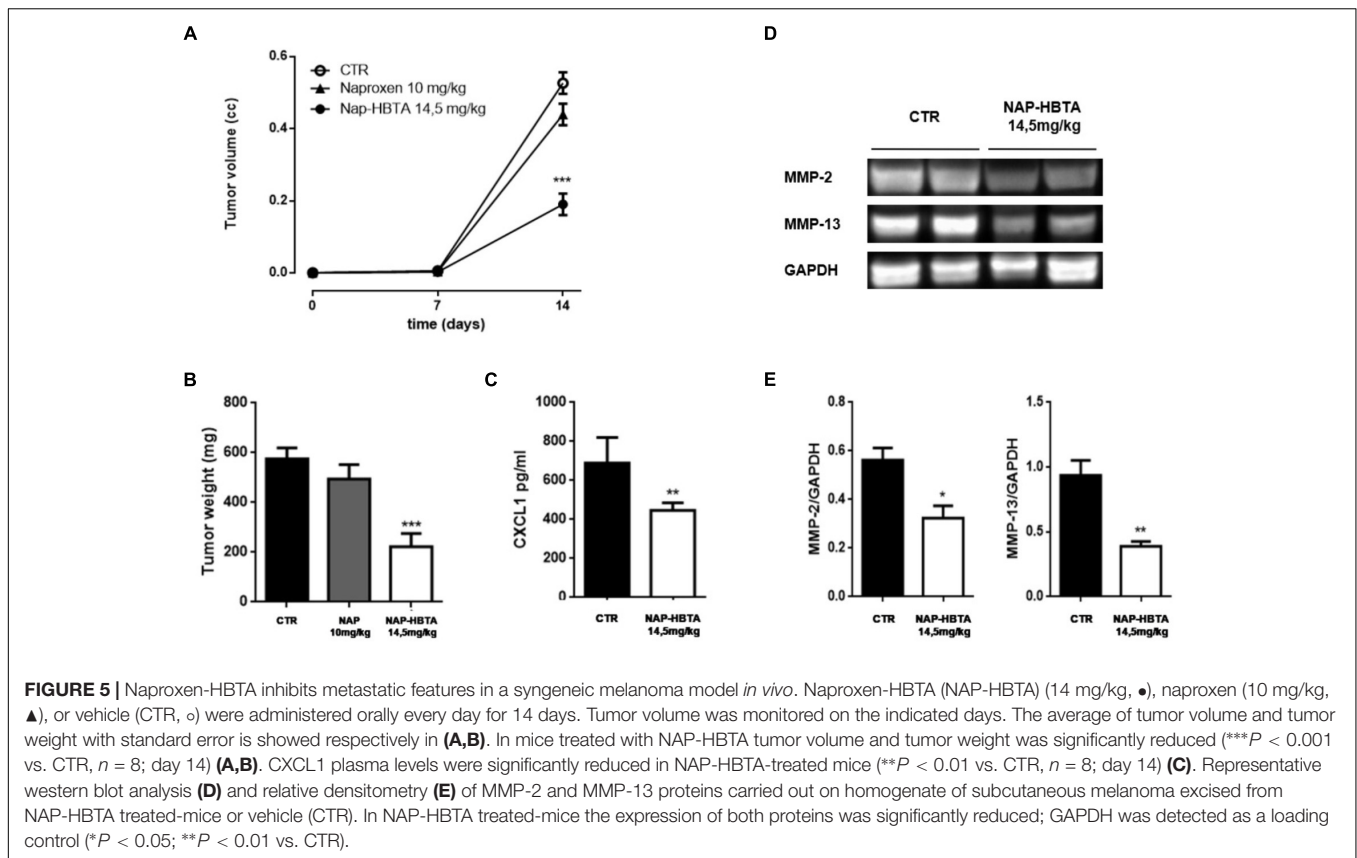 A
Tumor volume (cc)
0.6
0.4
0.2
0.0
CTR
Naproxen 10 mg/kg
Nap-HBTA 14,5 mg/kg
***
0
7
14
time (days)
D
CTR
NAP-HBTA
14,5mg/kg
MMP-2
MMP-13
GAPDH
B
Tumor weight (mg)
800
600
400
200
0
***
CTR
NAP
10mg/kg
NAP-HBTA
14,5mg/kg
C
CXCL1 pg/ml
1000
800
600
400
200
0
**
CTR
NAP-HBTA
14,5mg/kg
E
MMP-2/GAPDH
0.6
0.4
0.2
0.0
*
CTR
NAP-HBTA
14,5mg/kg
MMP-13/GAPDH
1.5
1.0
0.5
0.0
**
CTR
NAP-HBTA
14,5mg/kg
FIGURE 5 | Naproxen-HBTA inhibits metastatic features in a syngeneic melanoma model in vivo. Naproxen-HBTA (NAP-HBTA) (14 mg/kg, ●), naproxen (10 mg/kg,
▲), or vehicle (CTR, ○) were administered orally every day for 14 days. Tumor volume was monitored on the indicated days. The average of tumor volume and tumor
weight with standard error is showed respectively in (A,B). In mice treated with NAP-HBTA tumor volume and tumor weight was significantly reduced (***P < 0.001
vs. CTR, n = 8; day 14) (A,B). CXCL1 plasma levels were significantly reduced in NAP-HBTA-treated mice (**P < 0.01 vs. CTR, n = 8; day 14) (C). Representative
western blot analysis (D) and relative densitometry (E) of MMP-2 and MMP-13 proteins carried out on homogenate of subcutaneous melanoma excised from
NAP-HBTA treated-mice or vehicle (CTR). In NAP-HBTA treated-mice the expression of both proteins was significantly reduced; GAPDH was detected as a loading
control (*P < 0.05; **P < 0.01 vs. CTR).